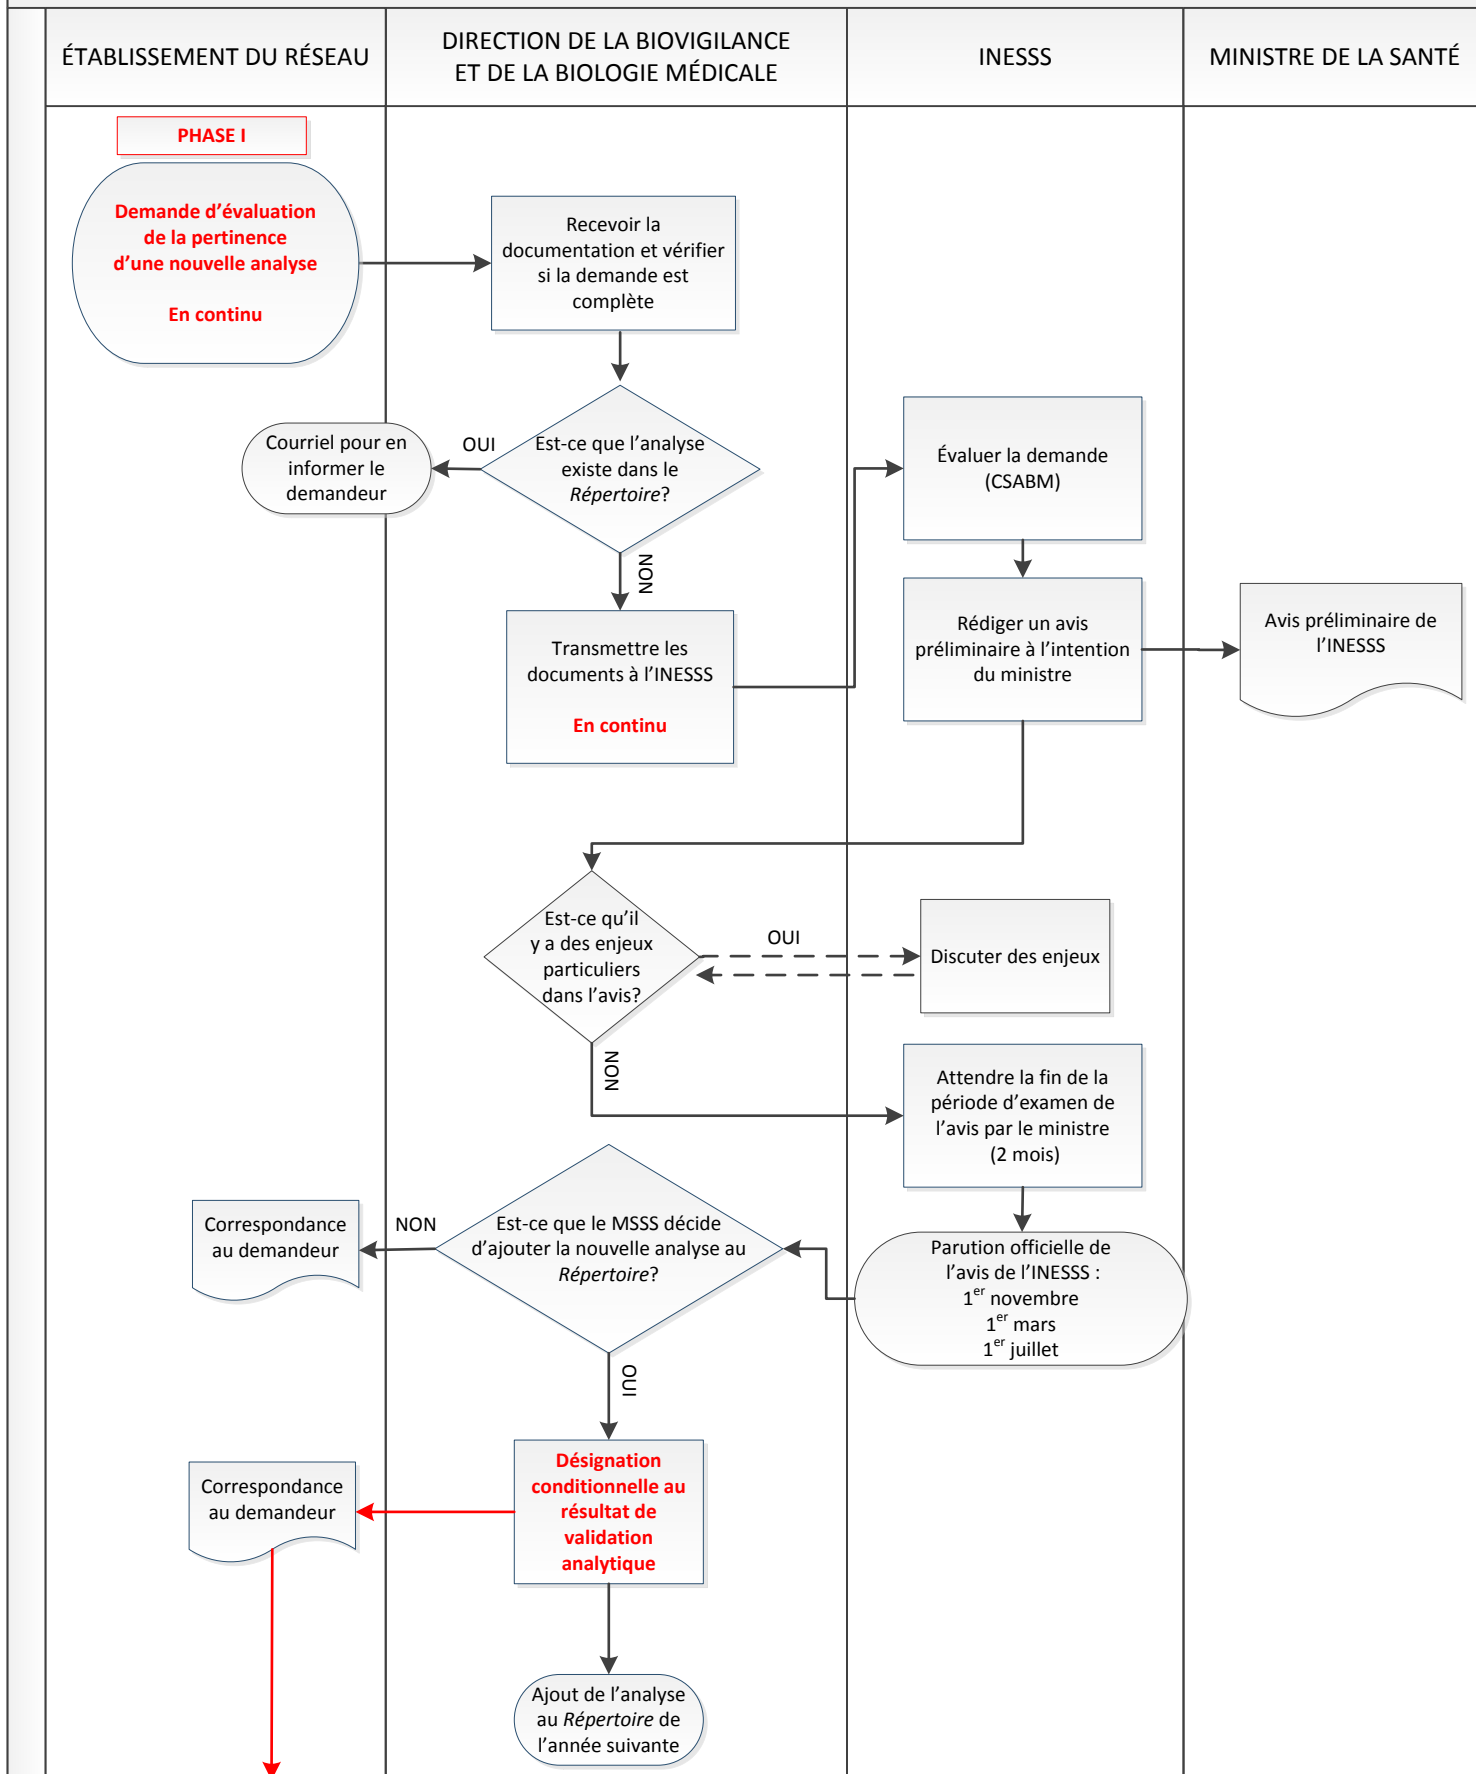 ÉTABLISSEMENT DU RÉSEAU
DIRECTION DE LA BIOVIGILANCE
ET DE LA BIOLOGIE MÉDICALE
INESSS
MINISTRE DE LA SANTÉ
PHASE I
Demande d’évaluation
de la pertinence
d’une nouvelle analyse
En continu
Recevoir la
documentation et vérifier
si la demande est
complète
Est-ce que l’analyse
existe dans le
Répertoire?
OUI
Courriel pour en
informer le
demandeur
NON
Transmettre les
documents à l’INESSS
En continu
Évaluer la demande
(CSABM)
Rédiger un avis
préliminaire à l’intention
du ministre
Avis préliminaire de
l’INESSS
Est-ce qu’il
y a des enjeux
particuliers
dans l’avis?
OUI
Discuter des enjeux
NON
Attendre la fin de la
période d’examen de
l’avis par le ministre
(2 mois)
Parution officielle de
l’avis de l’INESSS :
1er novembre
1er mars
1er juillet
Est-ce que le MSSS décide
d’ajouter la nouvelle analyse au
Répertoire?
NON
Correspondance
au demandeur
OUI
Désignation
conditionnelle au
résultat de
validation
analytique
Correspondance
au demandeur
Ajout de l’analyse
au Répertoire de
l’année suivante